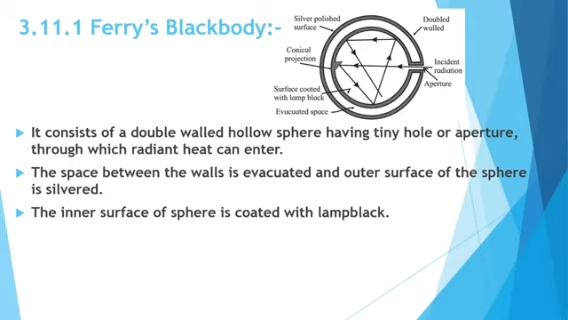 3.11.1 Ferry’s Blackbody:-
Silver polished
surface
Doubled
walled
Conical
projection
Incident
radiation
Aperture
Surface coated
with lamp black
Evacuated space
It consists of a double walled hollow sphere having tiny hole or aperture,
through which radiant heat can enter.
The space between the walls is evacuated and outer surface of the sphere
is silvered.
The inner surface of sphere is coated with lampblack.